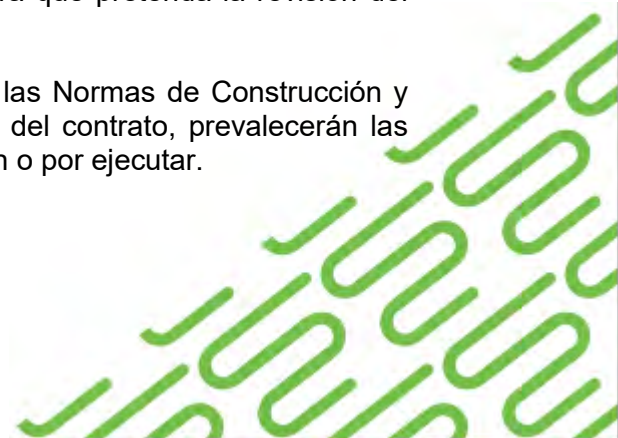 las Normas de Construcción y
del contrato, prevalecerán las
o por ejecutar.